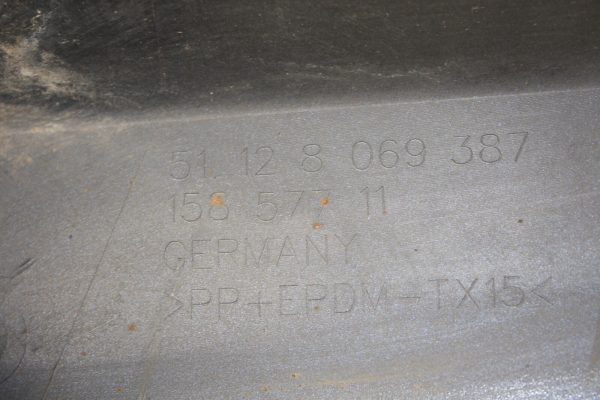 51. 12 8 069 387
158 577 11
GERMANY
>PP+EPDM-TX15<